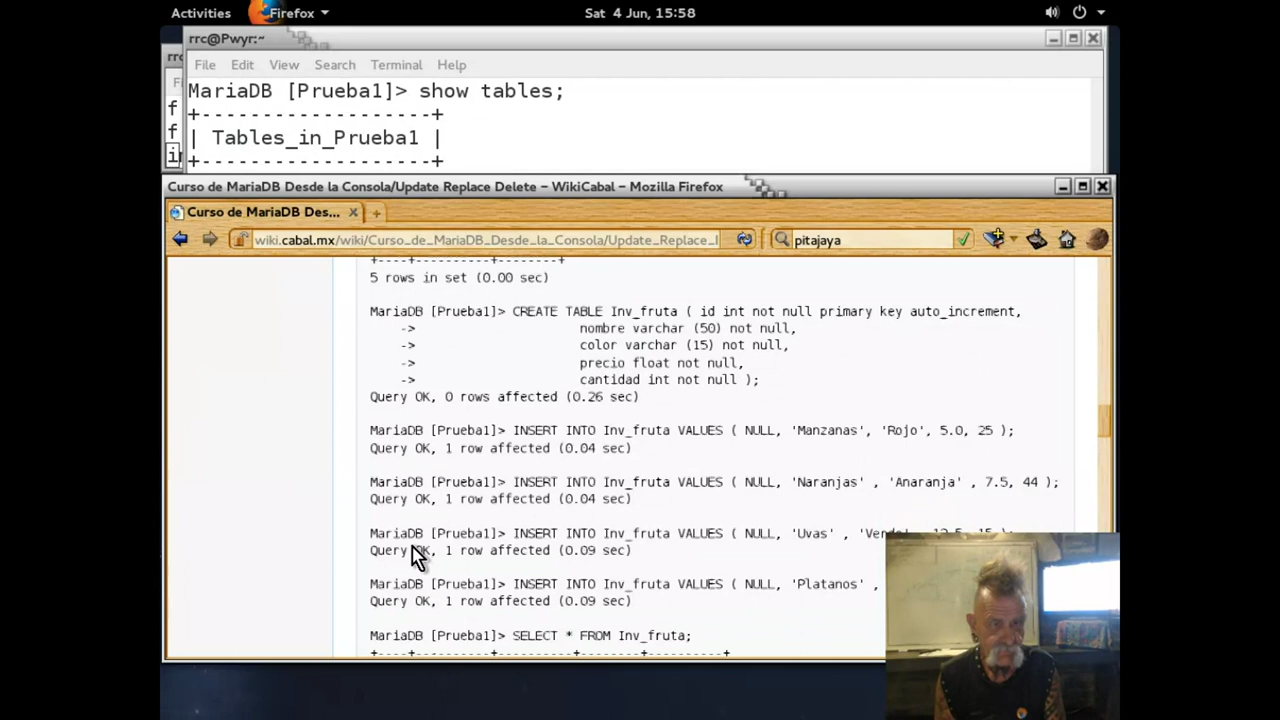 Activities Firefox Sat 4 Jun, 15:58
rrc@Pwyr:~
File Edit View Search Terminal Help
MariaDB [Prueba1]> show tables;
+-------------------+
| Tables_in_Prueba1 |
+-------------------+
Curso de MariaDB Desde la Consola/Update Replace Delete – WikiCabal – Mozilla Firefox
Curso de MariaDB Des...
wiki.cabal.mx/wiki/Curso_de_MariaDB_Desde_la_Consola/Update_Replace_ pitajaya
+----+----------+--------+
5 rows in set (0.00 sec)
MariaDB [Prueba1]> CREATE TABLE Inv_fruta ( id int not null primary key auto_increment,
-> nombre varchar (50) not null,
-> color varchar (15) not null,
-> precio float not null,
-> cantidad int not null );
Query OK, 0 rows affected (0.26 sec)
MariaDB [Prueba1]> INSERT INTO Inv_fruta VALUES ( NULL, 'Manzanas', 'Rojo', 5.0, 25 );
Query OK, 1 row affected (0.04 sec)
MariaDB [Prueba1]> INSERT INTO Inv_fruta VALUES ( NULL, 'Naranjas' , 'Anaranja' , 7.5, 44 );
Query OK, 1 row affected (0.04 sec)
MariaDB [Prueba1]> INSERT INTO Inv_fruta VALUES ( NULL, 'Uvas' ,
Query OK, 1 row affected (0.09 sec)
MariaDB [Prueba1]> INSERT INTO Inv_fruta VALUES ( NULL, 'Platanos' ,
Query OK, 1 row affected (0.09 sec)
MariaDB [Prueba1]> SELECT * FROM Inv_fruta;
+----+----------+----------+--------+----------+